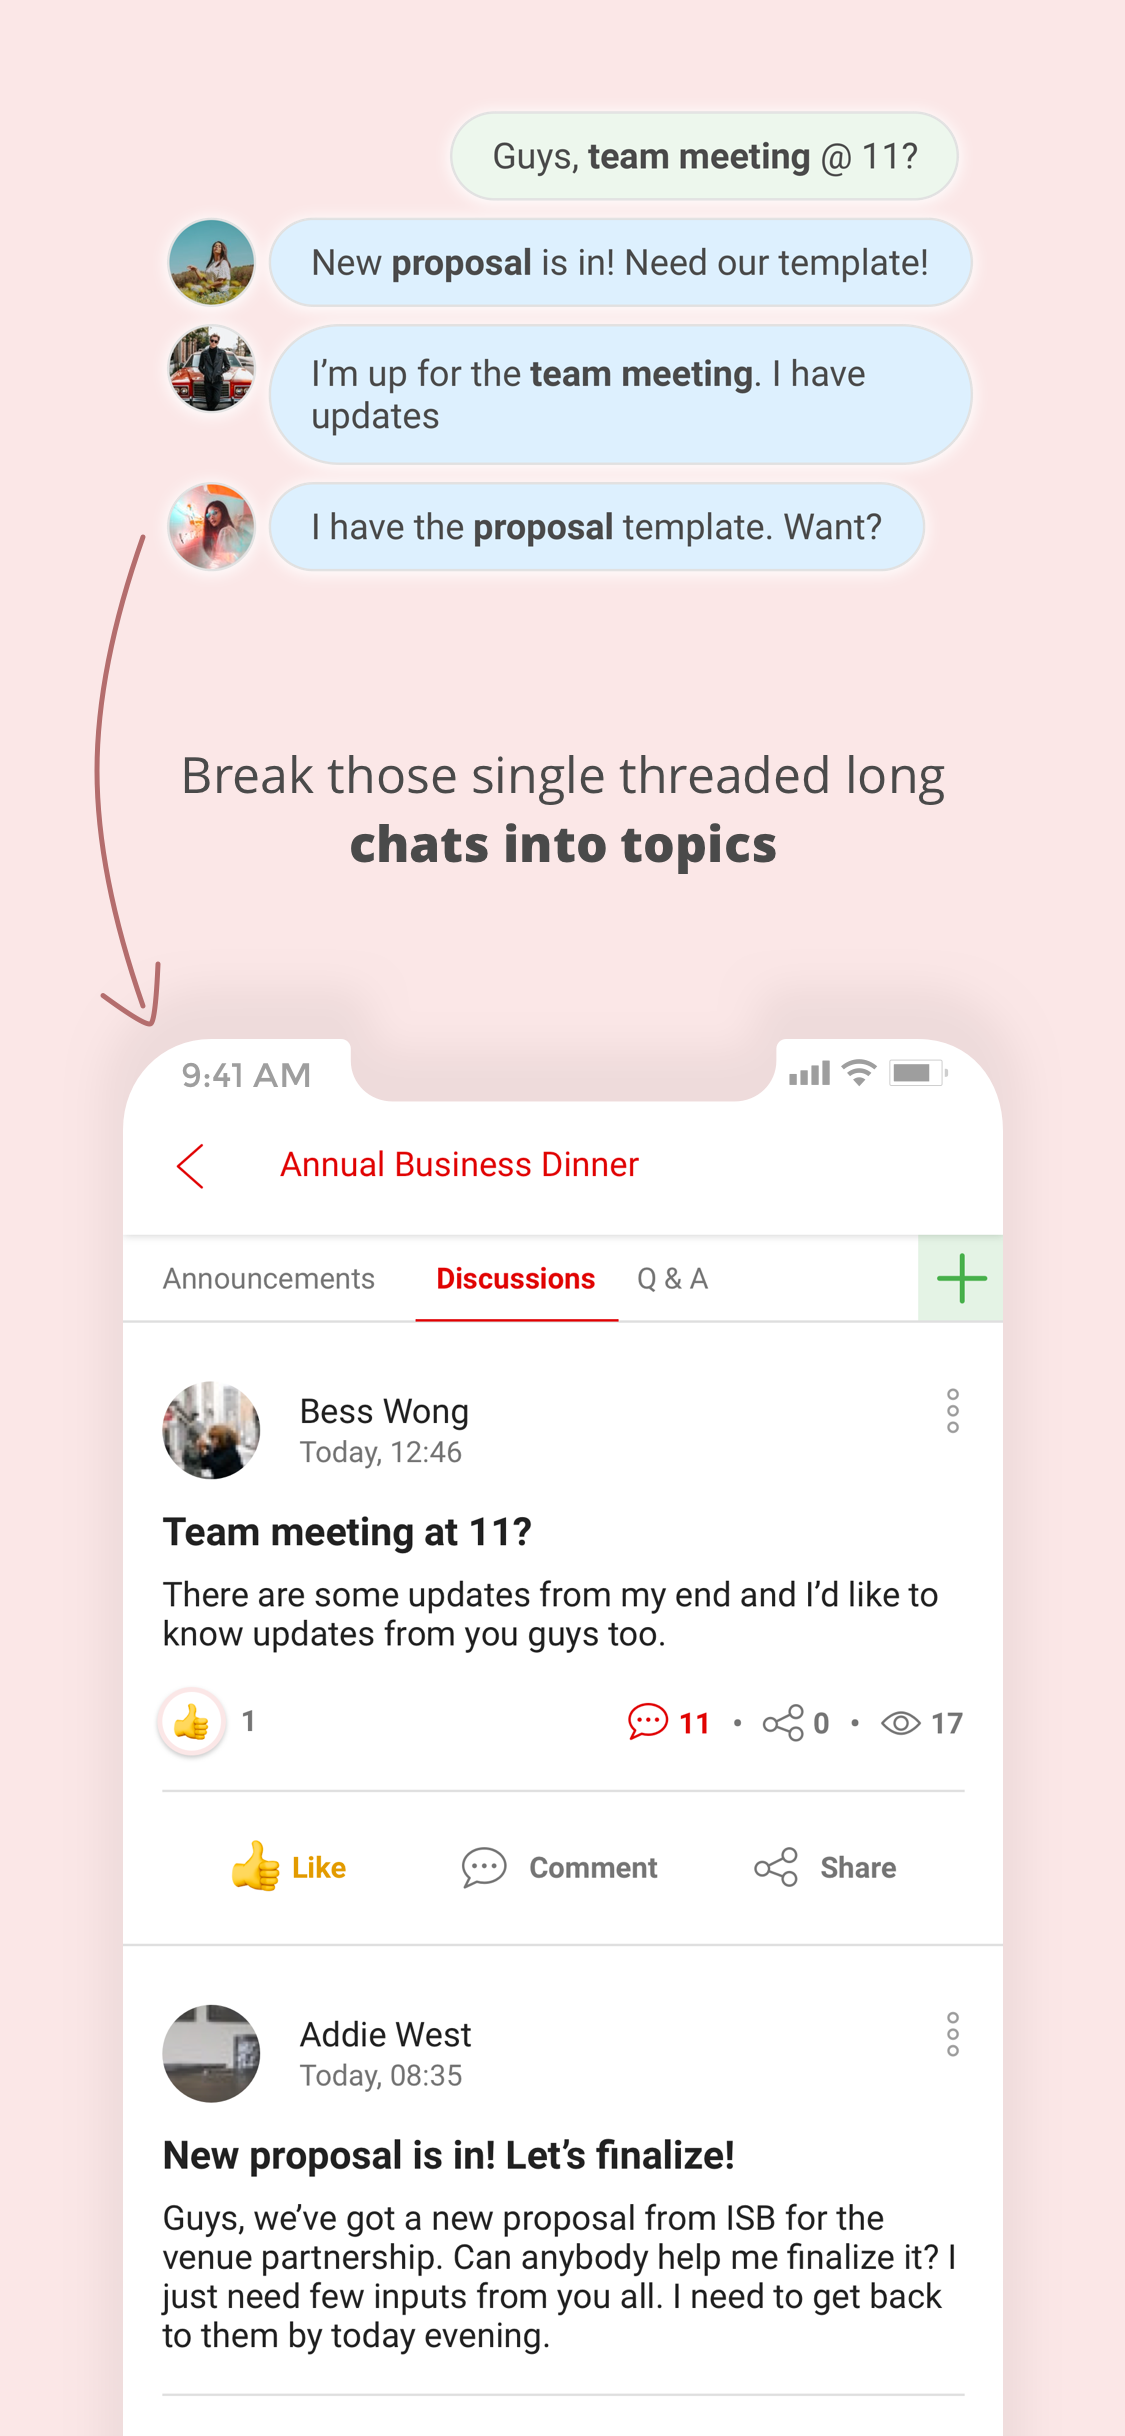 Guys, team meeting @ 11?
New proposal is in! Need our template!
I'm up for the team meeting. I have
updates
I have the proposal template. Want?
Break those single threaded long
chats into topics
9:41 AM
Annual Business Dinner
Announcements Discussions Q & A
Bess Wong
Today, 12:46
Team meeting at 11?
There are some updates from my end and I'd like to
know updates from you guys too.
1 11 • 0 • 17
Like Comment Share
Addie West
Today, 08:35
New proposal is in! Let's finalize!
Guys, we've got a new proposal from ISB for the
venue partnership. Can anybody help me finalize it? I
just need few inputs from you all. I need to get back
to them by today evening.